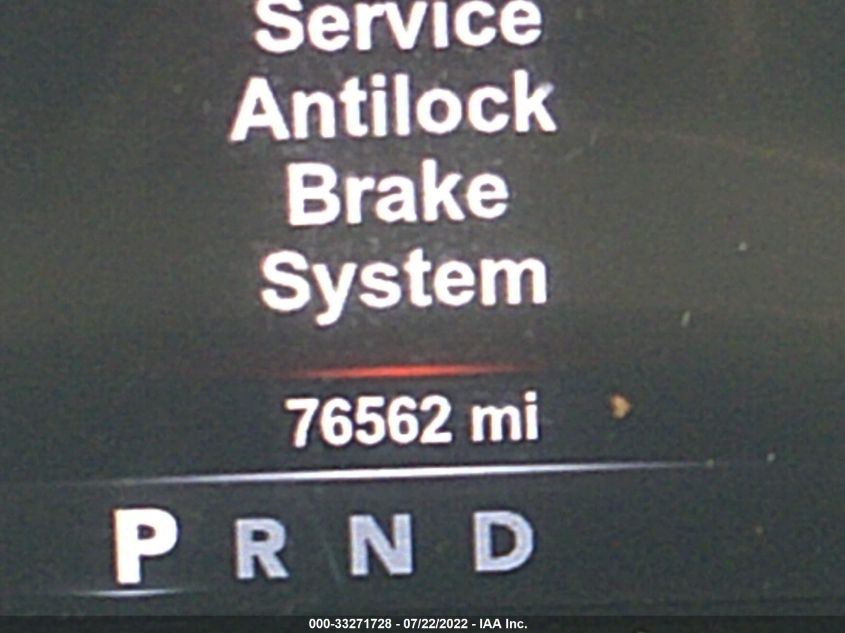 Service
Antilock
Brake
System
76562 mi
P R N D
000-33271728 - 07/22/2022 - IAA Inc.